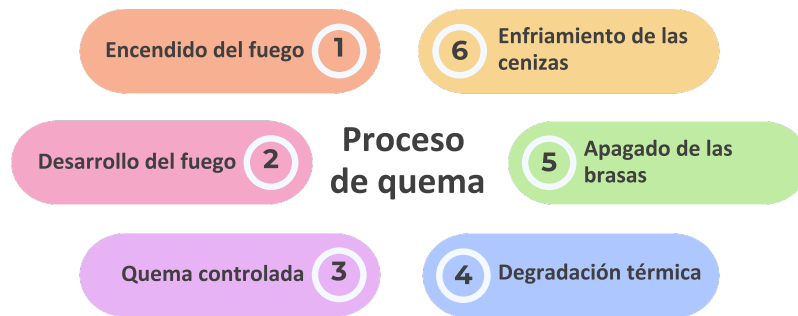 Proceso
de quema
Encendido del fuego 1
Desarrollo del fuego 2
Quema controlada 3
4 Degradación térmica
5 Apagado de las
brasas
6 Enfriamiento de las
cenizas